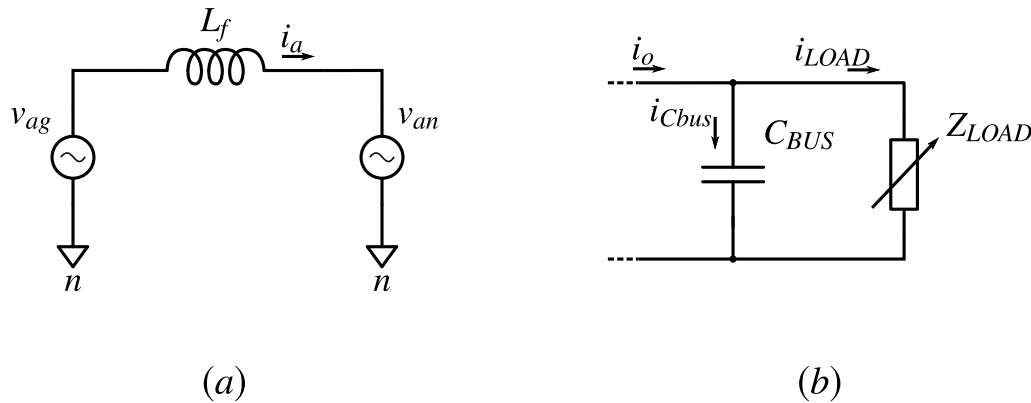 L_f
i_a
v_ag
v_an
n
n
(a)
i_o
i_LOAD
i_Cbus
C_BUS
Z_LOAD
(b)